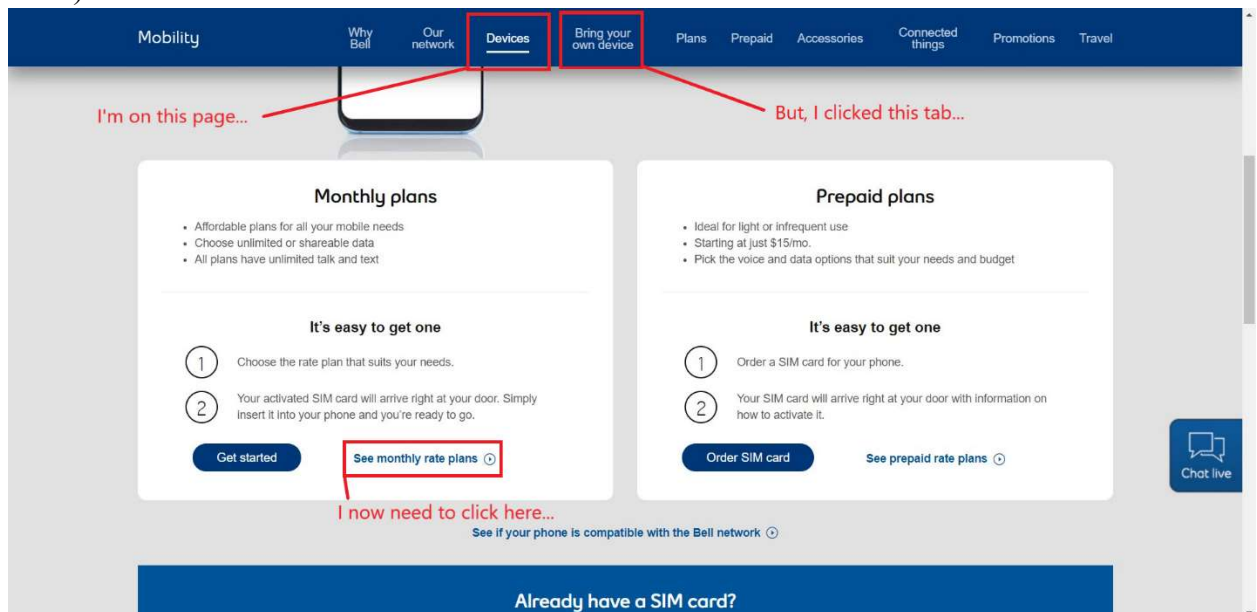 Mobility
Why Bell
Our network
Devices
Bring your own device
Plans
Prepaid
Accessories
Connected things
Promotions
Travel
I'm on this page...
But, I clicked this tab...
Monthly plans
• Affordable plans for all your mobile needs
• Choose unlimited or shareable data
• All plans have unlimited talk and text
It's easy to get one
1 Choose the rate plan that suits your needs.
2 Your activated SIM card will arrive right at your door. Simply
insert it into your phone and you're ready to go.
Get started
See monthly rate plans
I now need to click here...
Prepaid plans
• Ideal for light or infrequent use
• Starting at just $15/mo.
• Pick the voice and data options that suit your needs and budget
It's easy to get one
1 Order a SIM card for your phone.
2 Your SIM card will arrive right at your door with information on
how to activate it.
Order SIM card
See prepaid rate plans
Chat live
See if your phone is compatible with the Bell network
Already have a SIM card?